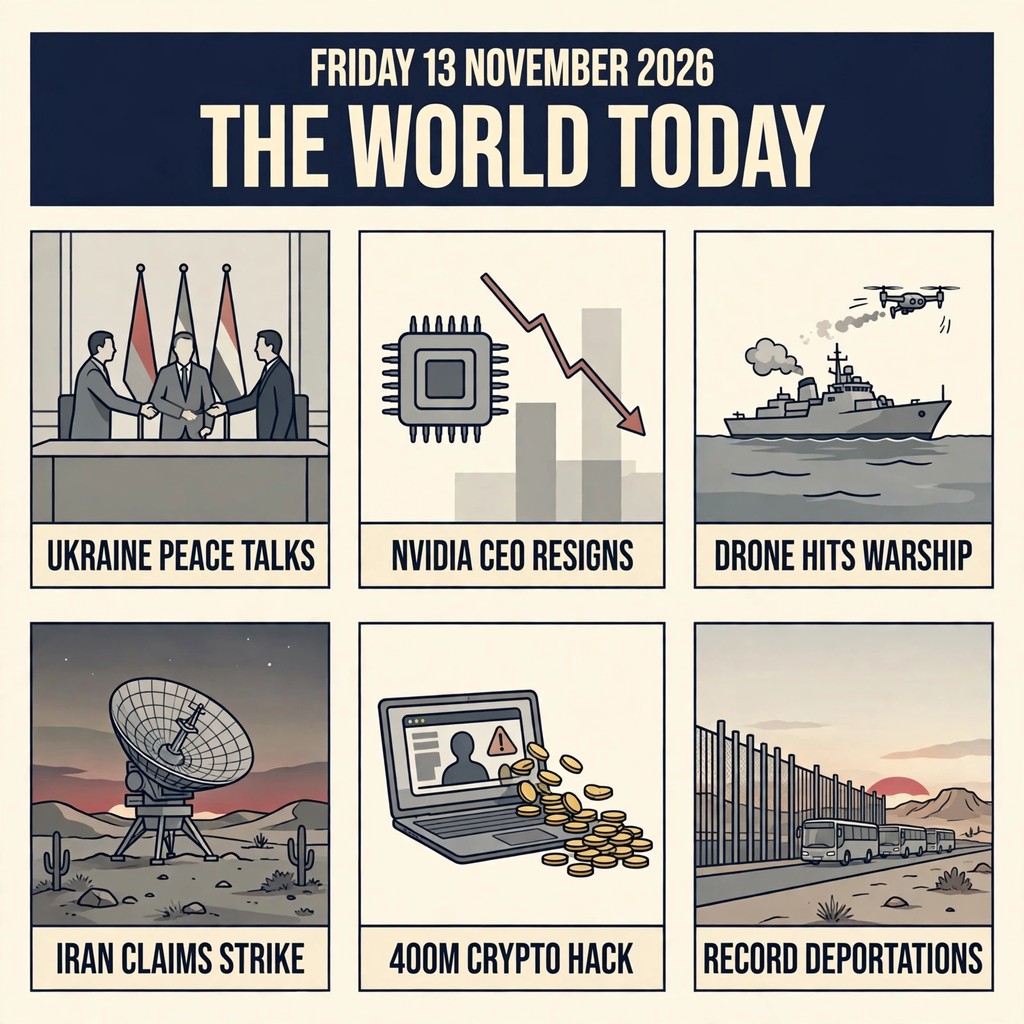 FRIDAY 13 NOVEMBER 2026
THE WORLD TODAY
UKRAINE PEACE TALKS
NVIDIA CEO RESIGNS
DRONE HITS WARSHIP
IRAN CLAIMS STRIKE
400M CRYPTO HACK
RECORD DEPORTATIONS